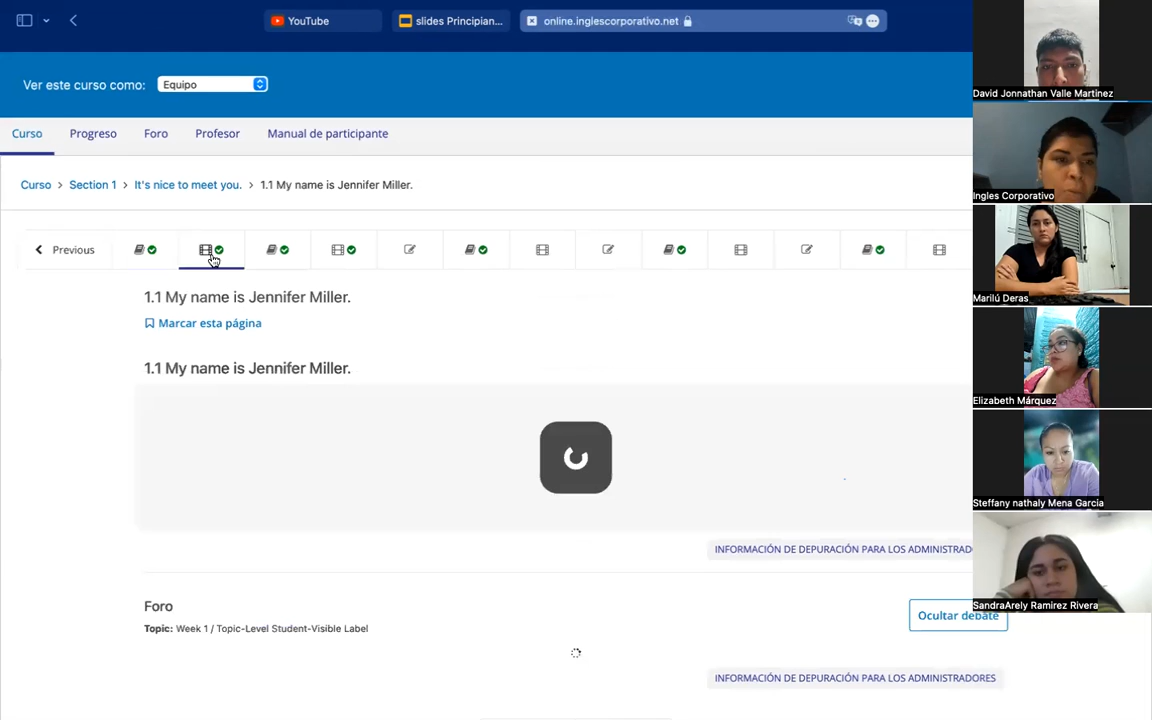 YouTube
slides Principian...
online.inglescorporativo.net
Ver este curso como:
Equipo
Curso
Progreso
Foro
Profesor
Manual de participante
Curso > Section 1 > It's nice to meet you. > 1.1 My name is Jennifer Miller.
Previous
1.1 My name is Jennifer Miller.
Marcar esta página
1.1 My name is Jennifer Miller.
INFORMACIÓN DE DEPURACIÓN PARA LOS ADMINISTRAD
Foro
Topic: Week 1 / Topic-Level Student-Visible Label
Ocultar debate
INFORMACIÓN DE DEPURACIÓN PARA LOS ADMINISTRADORES
David Jonnathan Valle Martinez
Ingles Corporativo
Marilú Deras
Elizabeth Márquez
Steffany nathaly Mena Garcia
SandraArely Ramirez Rivera